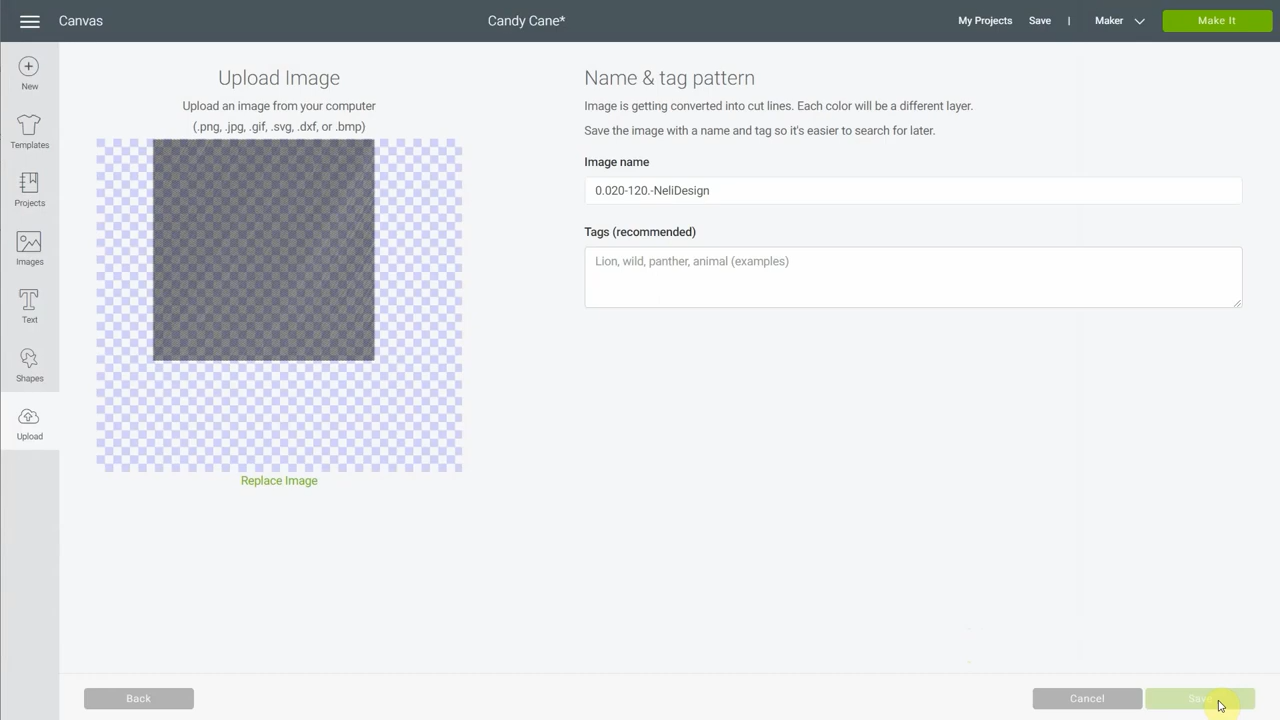 Canvas
Candy Cane*
My Projects
Save
|
Maker
Make It
New
Templates
Projects
Images
Text
Shapes
Upload
Upload Image
Upload an image from your computer
(.png, .jpg, .gif, .svg, .dxf, or .bmp)
Replace Image
Name & tag pattern
Image is getting converted into cut lines. Each color will be a different layer.
Save the image with a name and tag so it's easier to search for later.
Image name
0.020-120.-NeliDesign
Tags (recommended)
Lion, wild, panther, animal (examples)
Back
Cancel
Save